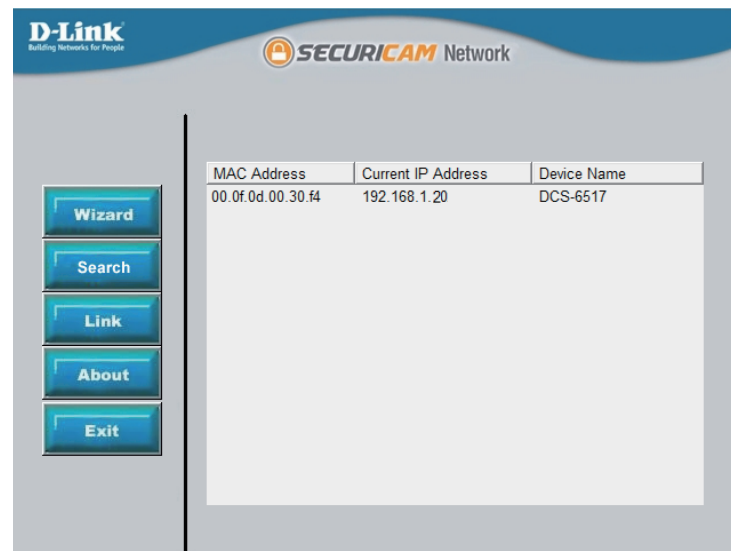 D-Link
Building Networks for People
SECURICAM Network
MAC Address Current IP Address Device Name
00.0f.0d.00.30.f4 192.168.1.20 DCS-6517
Wizard
Search
Link
About
Exit